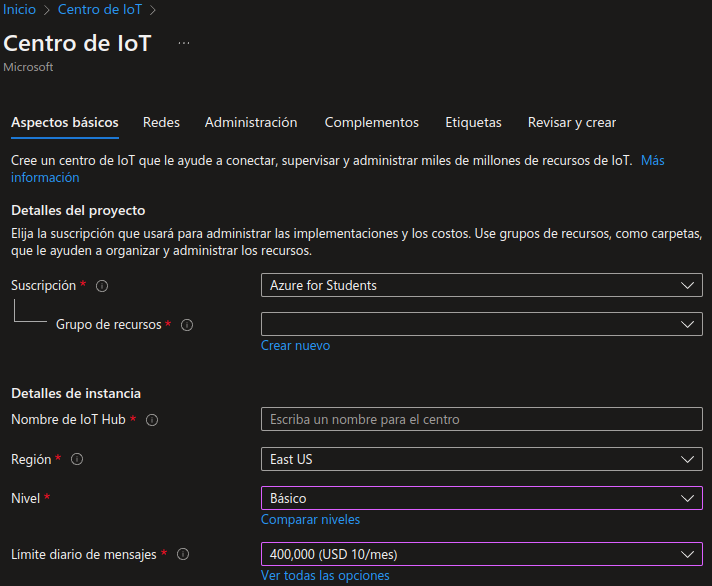 Inicio > Centro de IoT >
Centro de IoT ...
Microsoft
Aspectos básicos Redes Administración Complementos Etiquetas Revisar y crear
Cree un centro de IoT que le ayude a conectar, supervisar y administrar miles de millones de recursos de IoT. Más
información
Detalles del proyecto
Elija la suscripción que usará para administrar las implementaciones y los costos. Use grupos de recursos, como carpetas,
que le ayuden a organizar y administrar los recursos.
Suscripción * Azure for Students
Grupo de recursos *
Crear nuevo
Detalles de instancia
Nombre de IoT Hub * Escriba un nombre para el centro
Región * East US
Nivel * Básico
Comparar niveles
Límite diario de mensajes * 400,000 (USD 10/mes)
Ver todas las opciones